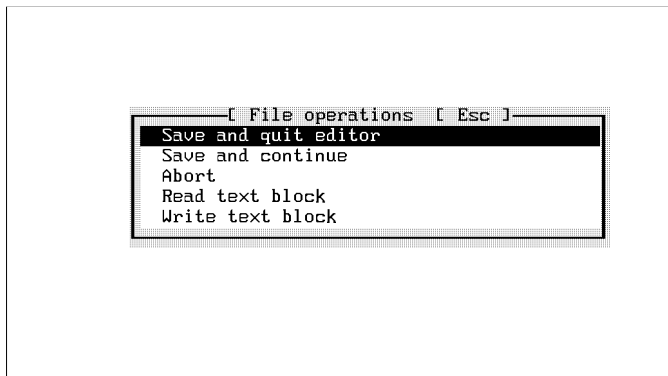 [ File operations [ Esc ]
Save and quit editor
Save and continue
Abort
Read text block
Write text block